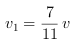 v₁ = 7/11 v